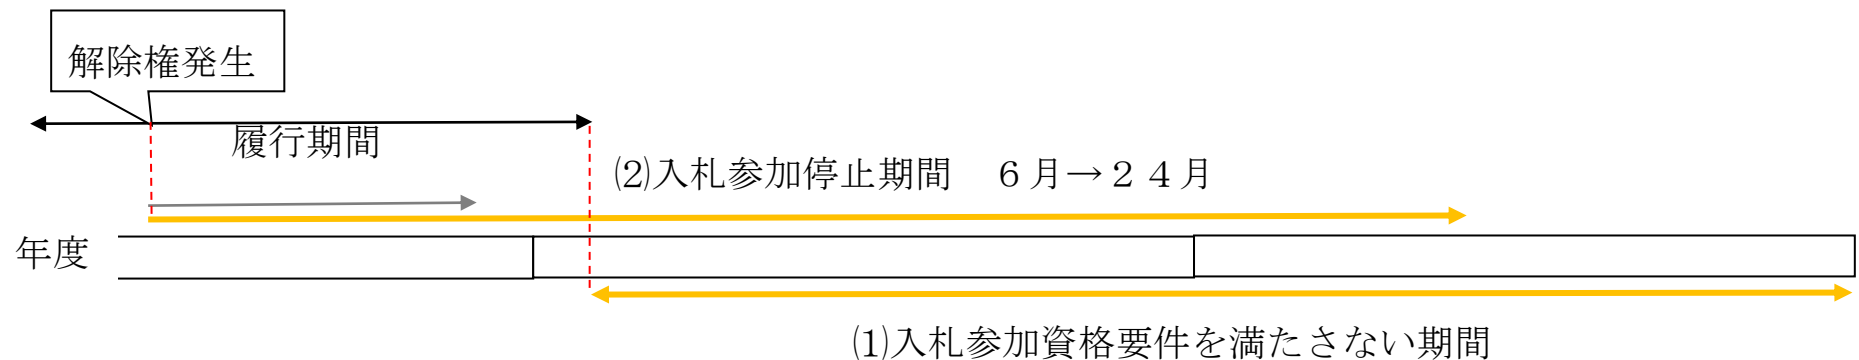 解除権発生
履行期間
⑵入札参加停止期間　６月→２４月
年度
⑴入札参加資格要件を満たさない期間